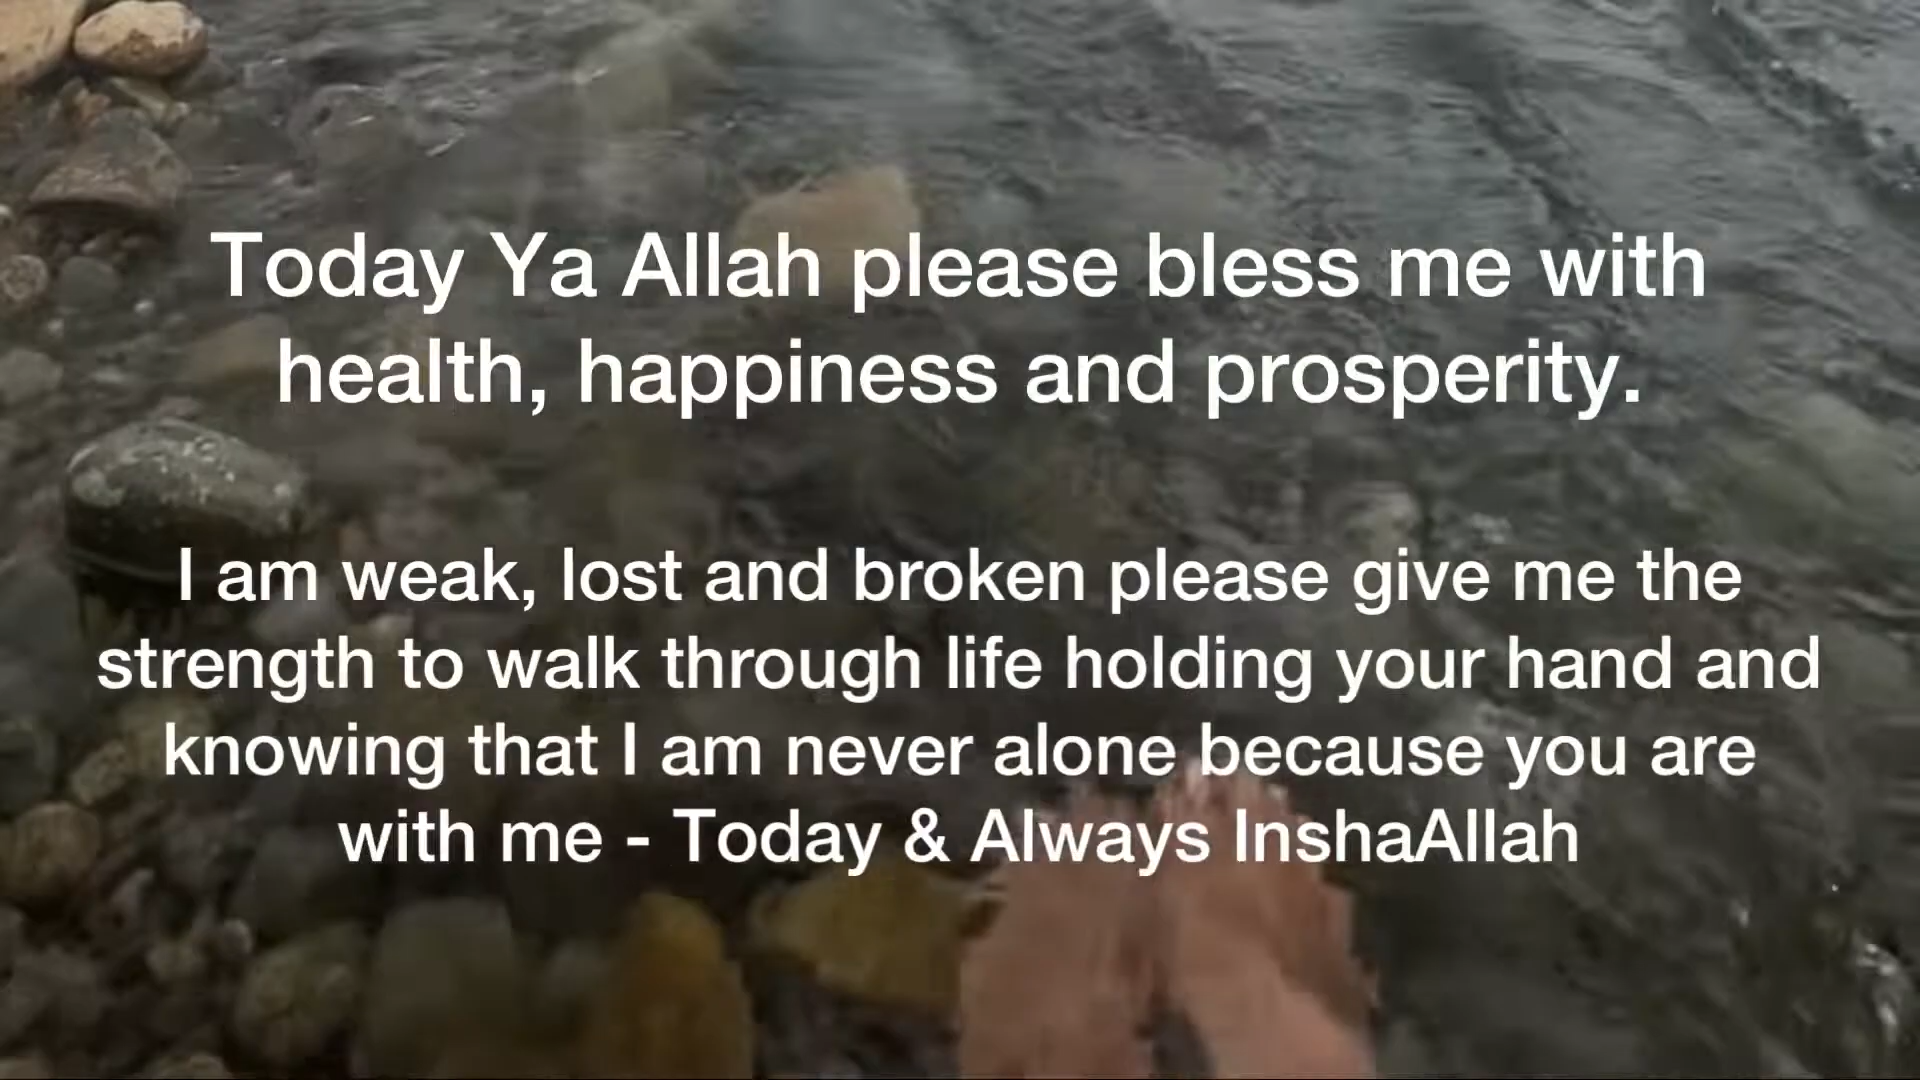 Today Ya Allah please bless me with
health, happiness and prosperity.
I am weak, lost and broken please give me the
strength to walk through life holding your hand and
knowing that I am never alone because you are
with me - Today & Always InshaAllah